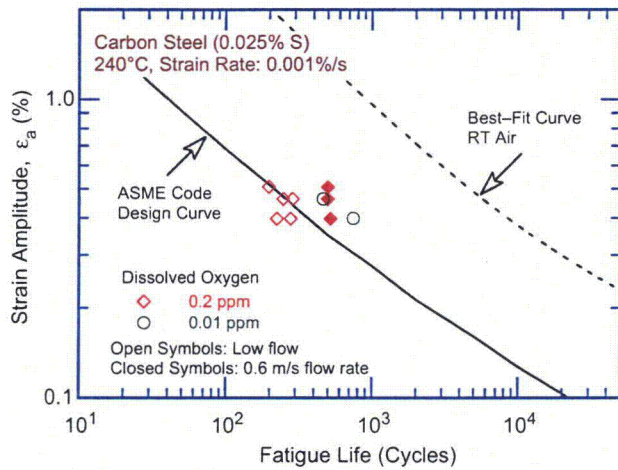 Carbon Steel (0.025% S)
240°C, Strain Rate: 0.001%/s
1.0
Best–Fit Curve
RT Air
ASME Code
Design Curve
Strain Amplitude, εa (%)
Dissolved Oxygen
0.2 ppm
0.01 ppm
Open Symbols: Low flow
Closed Symbols: 0.6 m/s flow rate
0.1
10¹ 10² 10³ 10⁴
Fatigue Life (Cycles)